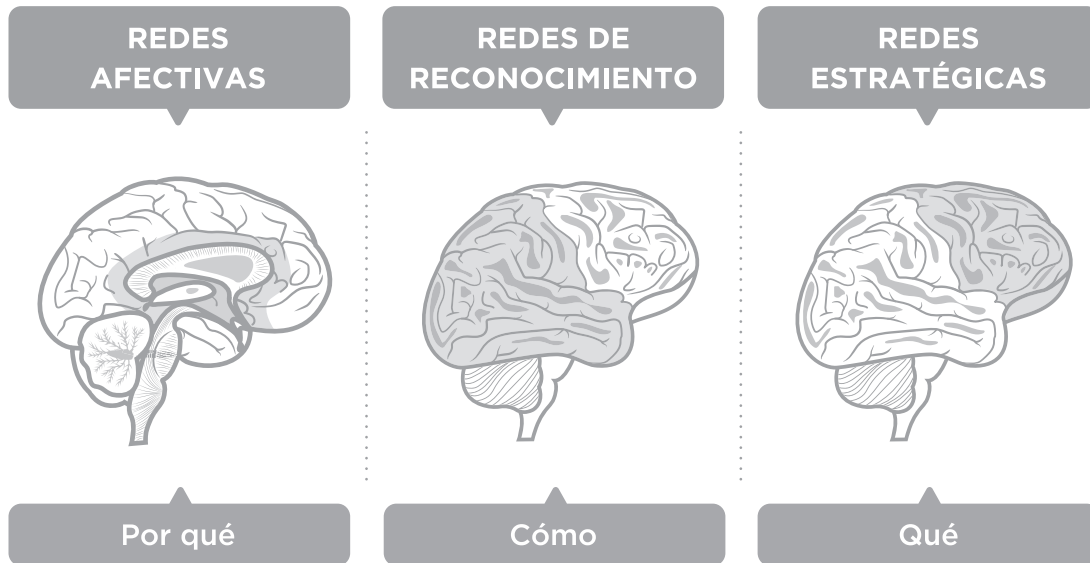 REDES
AFECTIVAS
REDES DE
RECONOCIMIENTO
REDES
ESTRATÉGICAS
Por qué
Cómo
Qué